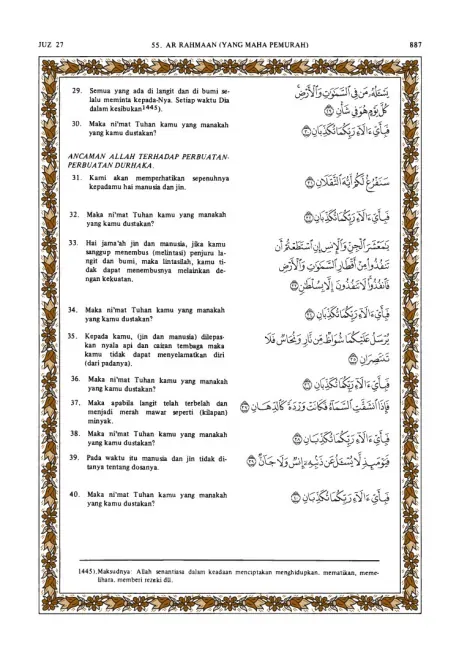 JUZ 27 55. AR RAHMAAN (YANG MAHA PEMURAH) 887
29. Semua yang ada di langit dan di bumi se-
lalu meminta kepada-Nya. Setiap waktu Dia
dalam kesibukan1445).
يَسْـَٔلُهُۥ مَن فِى ٱلسَّمَٰوَٰتِ وَٱلْأَرْضِ
كُلَّ يَوْمٍ هُوَ فِى شَأْنٍ ﴿٢٩﴾
30. Maka ni'mat Tuhan kamu yang manakah
yang kamu dustakan?
فَبِأَىِّ ءَالَآءِ رَبِّكُمَا تُكَذِّبَانِ ﴿٣٠﴾
ANCAMAN ALLAH TERHADAP PERBUATAN-
PERBUATAN DURHAKA.
31. Kami akan memperhatikan sepenuhnya
kepadamu hai manusia dan jin.
سَنَفْرُغُ لَكُمْ أَيُّهَ ٱلثَّقَلَانِ ﴿٣١﴾
32. Maka ni'mat Tuhan kamu yang manakah
yang kamu dustakan?
فَبِأَىِّ ءَالَآءِ رَبِّكُمَا تُكَذِّبَانِ ﴿٣٢﴾
33. Hai jama'ah jin dan manusia, jika kamu
sanggup menembus (melintasi) penjuru la-
ngit dan bumi, maka lintasilah, kamu ti-
dak dapat menembusnya melainkan de-
ngan kekuatan.
يَٰمَعْشَرَ ٱلْجِنِّ وَٱلْإِنسِ إِنِ ٱسْتَطَعْتُمْ أَن
تَنفُذُوا۟ مِنْ أَقْطَارِ ٱلسَّمَٰوَٰتِ وَٱلْأَرْضِ
فَٱنفُذُوا۟ لَا تَنفُذُونَ إِلَّا بِسُلْطَٰنٍ ﴿٣٣﴾
34. Maka ni'mat Tuhan kamu yang manakah
yang kamu dustakan?
فَبِأَىِّ ءَالَآءِ رَبِّكُمَا تُكَذِّبَانِ ﴿٣٤﴾
35. Kepada kamu, (jin dan manusia) dilepas-
kan nyala api dan cairan tembaga maka
kamu tidak dapat menyelamatkan diri
(dari padanya).
يُرْسَلُ عَلَيْكُمَا شُوَاظٌ مِّن نَّارٍ وَنُحَاسٌ فَلَا
تَنتَصِرَانِ ﴿٣٥﴾
36. Maka ni'mat Tuhan kamu yang manakah
yang kamu dustakan?
فَبِأَىِّ ءَالَآءِ رَبِّكُمَا تُكَذِّبَانِ ﴿٣٦﴾
37. Maka apabila langit telah terbelah dan
menjadi merah mawar seperti (kilapan)
minyak.
فَإِذَا ٱنشَقَّتِ ٱلسَّمَآءُ فَكَانَتْ وَرْدَةً كَٱلدِّهَانِ ﴿٣٧﴾
38. Maka ni'mat Tuhan kamu yang manakah
yang kamu dustakan?
فَبِأَىِّ ءَالَآءِ رَبِّكُمَا تُكَذِّبَانِ ﴿٣٨﴾
39. Pada waktu itu manusia dan jin tidak di-
tanya tentang dosanya.
فَيَوْمَئِذٍ لَّا يُسْـَٔلُ عَن ذَنۢبِهِۦٓ إِنسٌ وَلَا جَآنٌّ ﴿٣٩﴾
40. Maka ni'mat Tuhan kamu yang manakah
yang kamu dustakan?
فَبِأَىِّ ءَالَآءِ رَبِّكُمَا تُكَذِّبَانِ ﴿٤٠﴾
1445).Maksudnya: Allah senantiasa dalam keadaan menciptakan menghidupkan, mematikan, meme-
lihara, memberi rezeki dll.